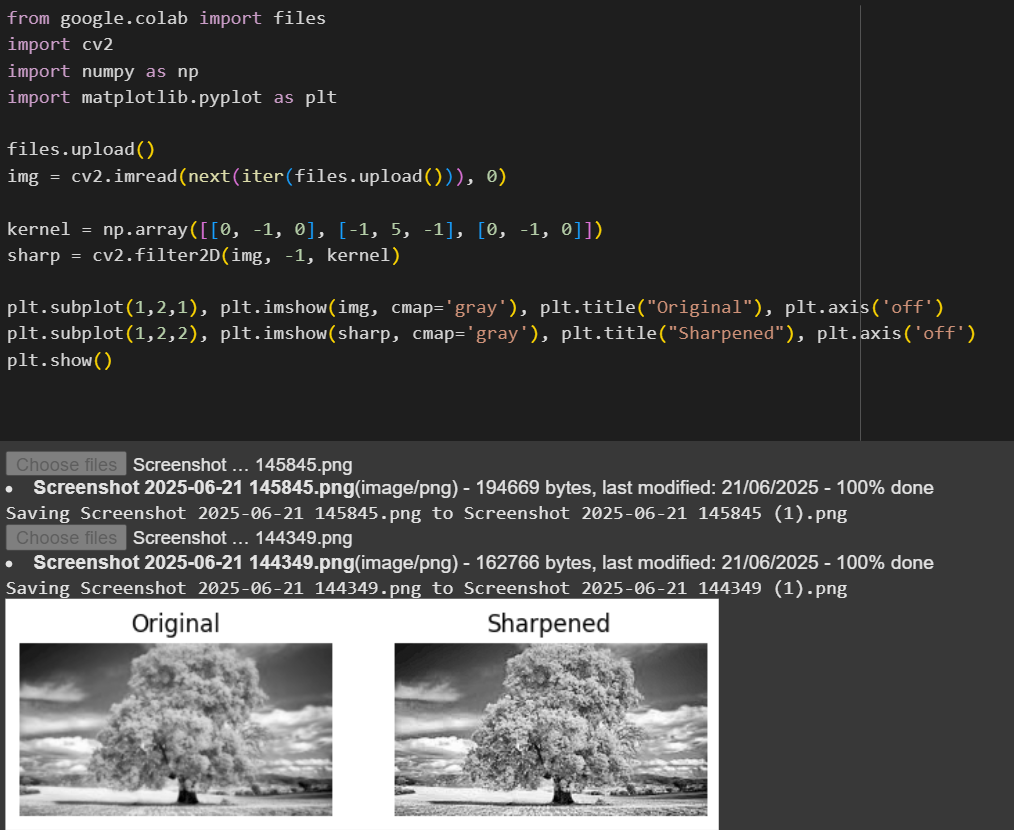 from google.colab import files
import cv2
import numpy as np
import matplotlib.pyplot as plt
files.upload()
img = cv2.imread(next(iter(files.upload())), 0)
kernel = np.array([[0, -1, 0], [-1, 5, -1], [0, -1, 0]])
sharp = cv2.filter2D(img, -1, kernel)
plt.subplot(1,2,1), plt.imshow(img, cmap='gray'), plt.title("Original"), plt.axis('off')
plt.subplot(1,2,2), plt.imshow(sharp, cmap='gray'), plt.title("Sharpened"), plt.axis('off')
plt.show()
Choose files Screenshot … 145845.png
• Screenshot 2025-06-21 145845.png(image/png) - 194669 bytes, last modified: 21/06/2025 - 100% done
Saving Screenshot 2025-06-21 145845.png to Screenshot 2025-06-21 145845 (1).png
Choose files Screenshot … 144349.png
• Screenshot 2025-06-21 144349.png(image/png) - 162766 bytes, last modified: 21/06/2025 - 100% done
Saving Screenshot 2025-06-21 144349.png to Screenshot 2025-06-21 144349 (1).png
Original Sharpened